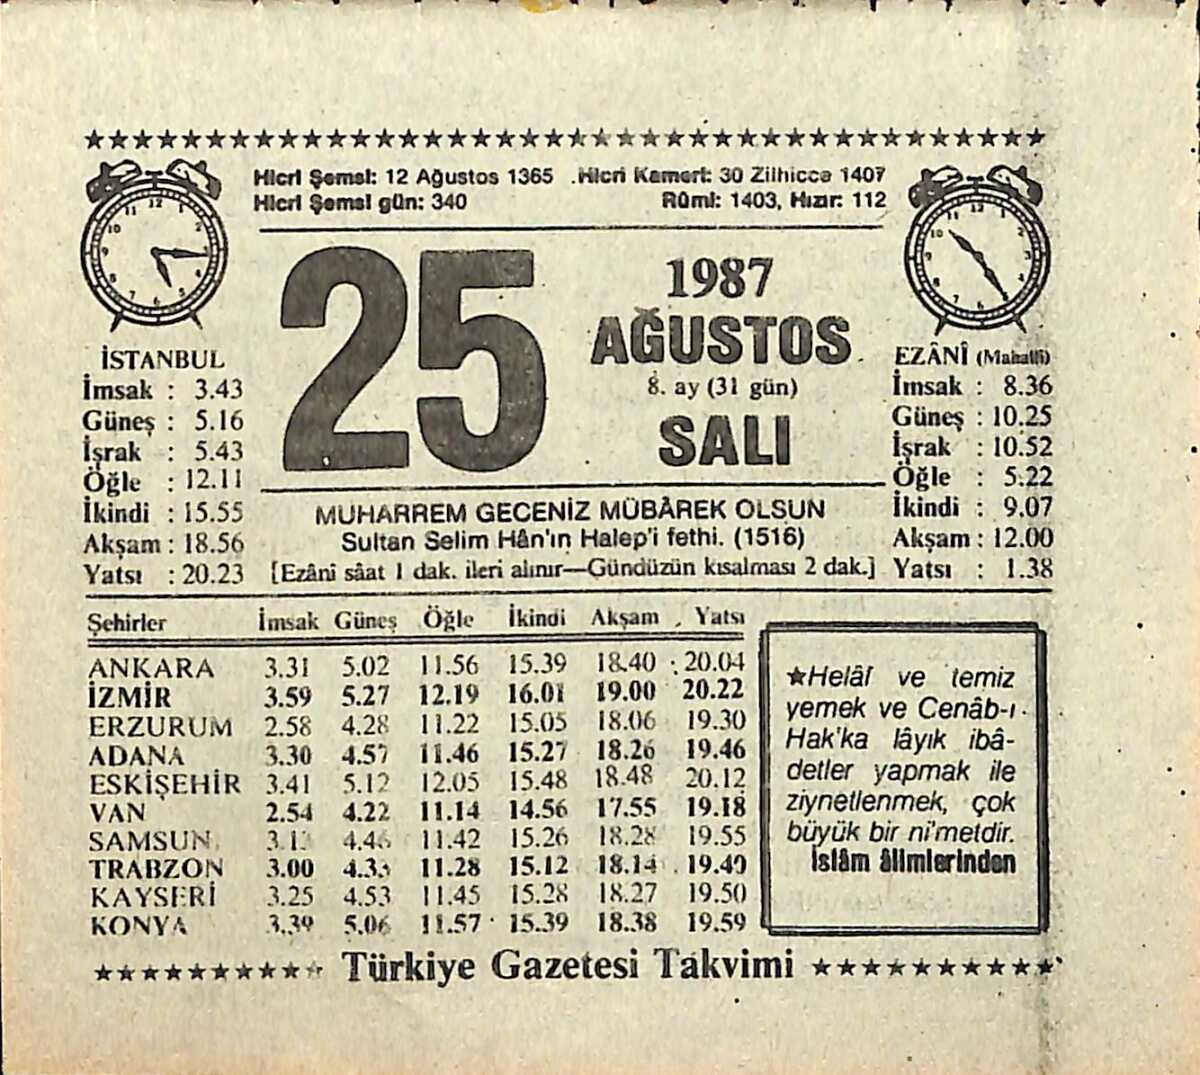 Hicri Şemsî: 12 Ağustos 1365 Hicri Kamerî: 30 Zilhicce 1407
Hicri Şemsî gün: 340 Rûmî: 1403, Hızır: 112
25
1987
AĞUSTOS
8. ay (31 gün)
SALI
İSTANBUL
İmsak : 3.43
Güneş : 5.16
İşrak : 5.43
Öğle : 12.11
İkindi : 15.55
Akşam : 18.56
Yatsı : 20.23
EZÂNÎ (Mahallî)
İmsak : 8.36
Güneş : 10.25
İşrak : 10.52
Öğle : 5.22
İkindi : 9.07
Akşam : 12.00
Yatsı : 1.38
MUHARREM GECENİZ MÜBÂREK OLSUN
Sultan Selim Hân'ın Halep'i fethi. (1516)
[Ezânî sâat 1 dak. ileri alınır—Gündüzün kısalması 2 dak.]
Şehirler İmsak Güneş Öğle İkindi Akşam Yatsı
ANKARA 3.31 5.02 11.56 15.39 18.40 20.04
İZMİR 3.59 5.27 12.19 16.01 19.00 20.22
ERZURUM 2.58 4.28 11.22 15.05 18.06 19.30
ADANA 3.30 4.57 11.46 15.27 18.26 19.46
ESKİŞEHİR 3.41 5.12 12.05 15.48 18.48 20.12
VAN 2.54 4.22 11.14 14.56 17.55 19.18
SAMSUN 11.42 15.26 18.28 19.55
TRABZON 3.00 11.28 15.12 18.14 19.40
KAYSERİ 3.25 4.53 11.45 15.28 18.27 19.50
KONYA 3.39 5.06 11.57 15.39 18.38 19.59
★Helâl ve temiz
yemek ve Cenâb-ı
Hak'ka lâyık ibâ-
detler yapmak ile
ziynetlenmek, çok
büyük bir ni'metdir.
İslâm âlimlerinden
Türkiye Gazetesi Takvimi